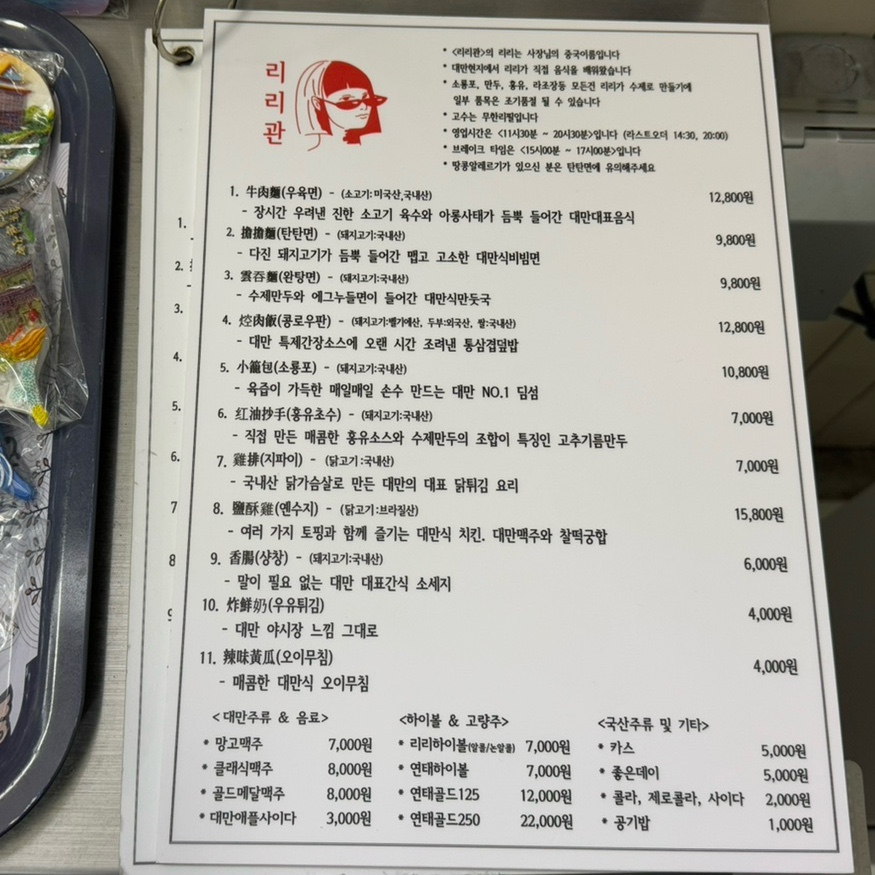 리리관
* <리리관>의 리리는 사장님의 중국이름입니다
* 대만현지에서 리리가 직접 음식을 배워왔습니다
* 소룡포, 만두, 홍유, 라조장등 모든건 리리가 수제로 만들기에
일부 품목은 조기품절 될 수 있습니다
* 고수는 무한리필입니다
* 영업시간은 <11시30분 ~ 20시30분>입니다 (라스트오더 14:30, 20:00)
* 브레이크 타임은 <15시00분 ~ 17시00분>입니다
* 땅콩알레르기가 있으신 분은 탄탄면에 유의해주세요
1. 牛肉麵(우육면) - (소고기:미국산,국내산) 12,800원
- 장시간 우려낸 진한 소고기 육수와 아롱사태가 듬뿍 들어간 대만대표음식
2. 擔擔麵(탄탄면) - (돼지고기:국내산) 9,800원
- 다진 돼지고기가 듬뿍 들어간 맵고 고소한 대만식비빔면
3. 雲吞麵(완탕면) - (돼지고기:국내산) 9,800원
- 수제만두와 에그누들면이 들어간 대만식만둣국
4. 焢肉飯(콩로우판) - (돼지고기:벨기에산, 두부:외국산, 쌀:국내산) 12,800원
- 대만 특제간장소스에 오랜 시간 조려낸 통삼겹덮밥
5. 小籠包(소룡포) - (돼지고기:국내산) 10,800원
- 육즙이 가득한 매일매일 손수 만드는 대만 NO.1 딤섬
6. 红油抄手(홍유초수) - (돼지고기:국내산) 7,000원
- 직접 만든 매콤한 홍유소스와 수제만두의 조합이 특징인 고추기름만두
7. 雞排(지파이) - (닭고기:국내산) 7,000원
- 국내산 닭가슴살로 만든 대만의 대표 닭튀김 요리
8. 鹽酥雞(옌수지) - (닭고기:브라질산) 15,800원
- 여러 가지 토핑과 함께 즐기는 대만식 치킨. 대만맥주와 찰떡궁합
9. 香腸(샹창) - (돼지고기:국내산) 6,000원
- 말이 필요 없는 대만 대표간식 소세지
10. 炸鮮奶(우유튀김) 4,000원
- 대만 야시장 느낌 그대로
11. 辣味黃瓜(오이무침) 4,000원
- 매콤한 대만식 오이무침
<대만주류 & 음료>
* 망고맥주 7,000원
* 클래식맥주 8,000원
* 골드메달맥주 8,000원
* 대만애플사이다 3,000원
<하이볼 & 고량주>
* 리리하이볼(알콜/논알콜) 7,000원
* 연태하이볼 7,000원
* 연태골드125 12,000원
* 연태골드250 22,000원
<국산주류 및 기타>
* 카스 5,000원
* 좋은데이 5,000원
* 콜라, 제로콜라, 사이다 2,000원
* 공기밥 1,000원
1.
2.
3.
4.
5.
6.
7
8
9